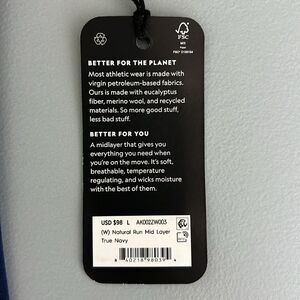 FSC
MIX
BETTER FOR THE PLANET
Most athletic wear is made with
virgin petroleum-based fabrics.
Ours is made with eucalyptus
fiber, merino wool, and recycled
materials. So more good stuff,
less bad stuff.
BETTER FOR YOU
A midlayer that gives you
everything you need when
you're on the move. It's soft,
breathable, temperature
regulating, and wicks moisture
with the best of them.
USD $98 L AK002ZW003
(W) Natural Run Mid Layer
True Navy